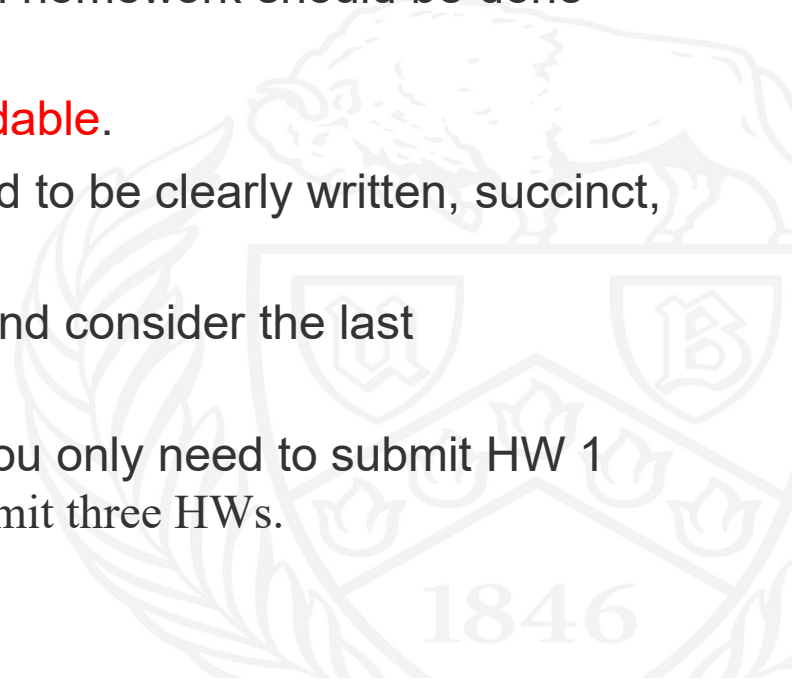 homework should be done
dable.
d to be clearly written, succinct,
nd consider the last
ou only need to submit HW 1
mit three HWs.
U B
1846